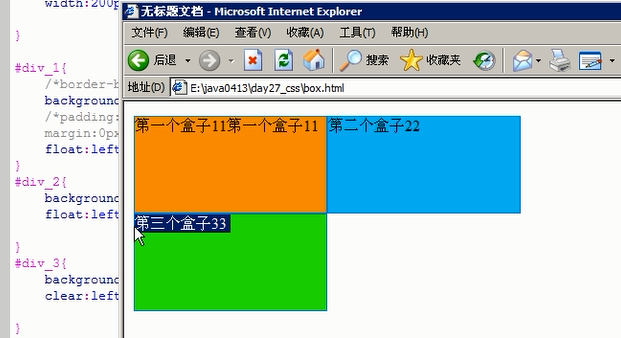 width:200p
}
#div_1{
/*border-b
background
/*padding:
margin:0px
float:left
}
#div_2{
background
float:left
}
#div_3{
background
clear:left
}
无标题文档 - Microsoft Internet Explorer
文件(F) 编辑(E) 查看(V) 收藏(A) 工具(T) 帮助(H)
后退 搜索 收藏夹
地址(D) E:\java0413\day27_css\box.html
第一个盒子11第一个盒子11 第二个盒子22
第三个盒子33